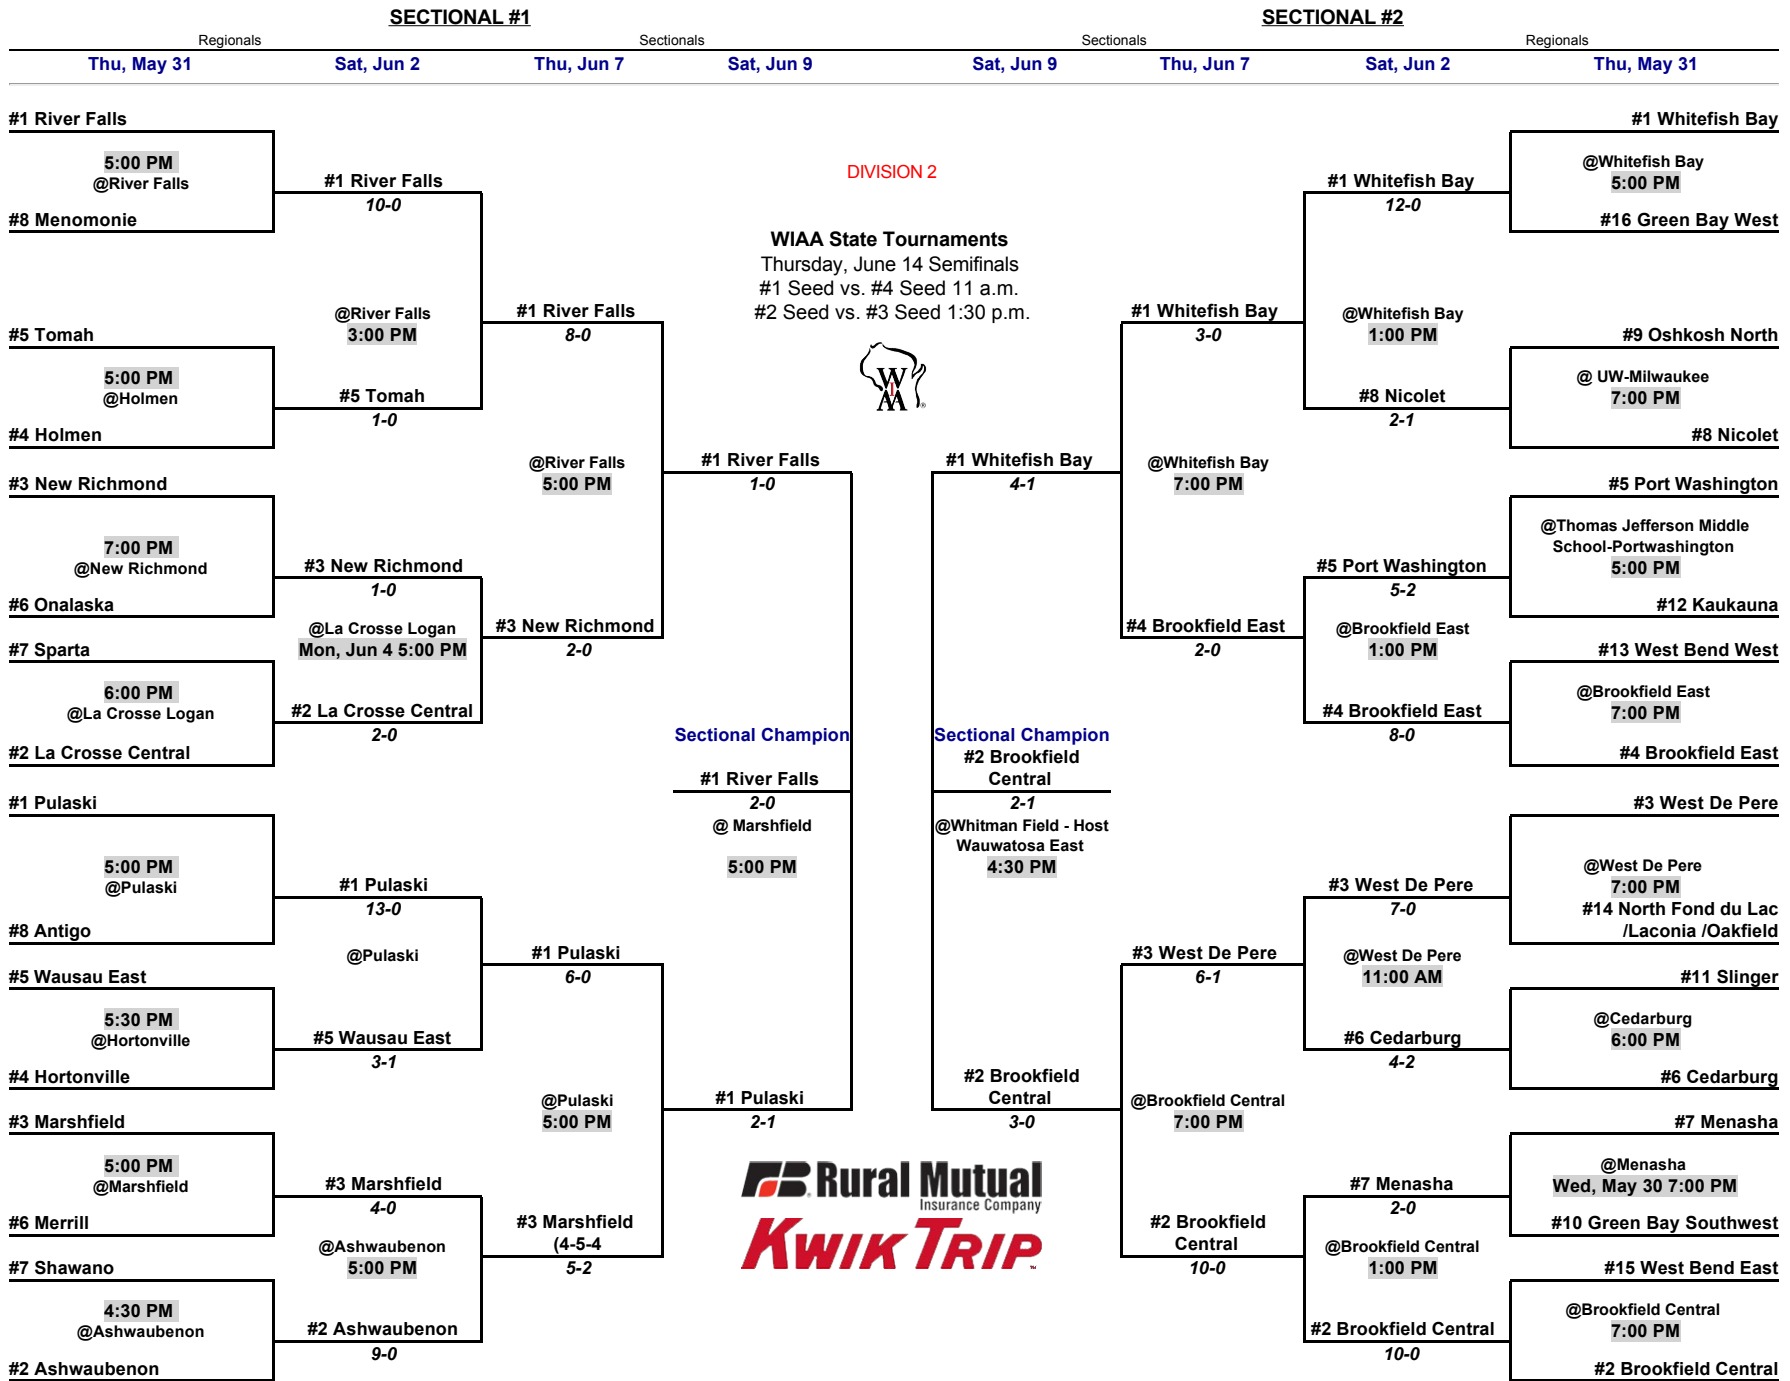 SECTIONAL #1
SECTIONAL #2
Regionals
Sectionals
Sectionals
Regionals
Thu, May 31
Sat, Jun 2
Thu, Jun 7
Sat, Jun 9
Sat, Jun 9
Thu, Jun 7
Sat, Jun 2
Thu, May 31
#1 River Falls
5:00 PM
@River Falls
#8 Menomonie
#5 Tomah
5:00 PM
@Holmen
#4 Holmen
#3 New Richmond
7:00 PM
@New Richmond
#6 Onalaska
#7 Sparta
6:00 PM
@La Crosse Logan
#2 La Crosse Central
#1 Pulaski
5:00 PM
@Pulaski
#8 Antigo
#5 Wausau East
5:30 PM
@Hortonville
#4 Hortonville
#3 Marshfield
5:00 PM
@Marshfield
#6 Merrill
#7 Shawano
4:30 PM
@Ashwaubenon
#2 Ashwaubenon
#1 River Falls
10-0
@River Falls
3:00 PM
#5 Tomah
1-0
#3 New Richmond
1-0
@La Crosse Logan
Mon, Jun 4 5:00 PM
#2 La Crosse Central
2-0
#1 Pulaski
13-0
@Pulaski
#5 Wausau East
3-1
#3 Marshfield
4-0
@Ashwaubenon
5:00 PM
#2 Ashwaubenon
9-0
#1 River Falls
8-0
@River Falls
5:00 PM
#3 New Richmond
2-0
#1 Pulaski
6-0
@Pulaski
5:00 PM
#3 Marshfield
(4-5-4
5-2
#1 River Falls
1-0
Sectional Champion
#1 River Falls
2-0
@ Marshfield
5:00 PM
#1 Pulaski
2-1
DIVISION 2
WIAA State Tournaments
Thursday, June 14 Semifinals
#1 Seed vs. #4 Seed 11 a.m.
#2 Seed vs. #3 Seed 1:30 p.m.
W
I
AA
®
Rural Mutual
Insurance Company
KWIK TRIP
#1 Whitefish Bay
4-1
Sectional Champion
#2 Brookfield
Central
2-1
@Whitman Field - Host
Wauwatosa East
4:30 PM
#2 Brookfield
Central
3-0
#1 Whitefish Bay
3-0
@Whitefish Bay
7:00 PM
#4 Brookfield East
2-0
#3 West De Pere
6-1
@Brookfield Central
7:00 PM
#2 Brookfield
Central
10-0
#1 Whitefish Bay
12-0
@Whitefish Bay
1:00 PM
#8 Nicolet
2-1
#5 Port Washington
5-2
@Brookfield East
1:00 PM
#4 Brookfield East
8-0
#3 West De Pere
7-0
@West De Pere
11:00 AM
#6 Cedarburg
4-2
#7 Menasha
2-0
@Brookfield Central
1:00 PM
#2 Brookfield Central
10-0
#1 Whitefish Bay
@Whitefish Bay
5:00 PM
#16 Green Bay West
#9 Oshkosh North
@ UW-Milwaukee
7:00 PM
#8 Nicolet
#5 Port Washington
@Thomas Jefferson Middle
School-Portwashington
5:00 PM
#12 Kaukauna
#13 West Bend West
@Brookfield East
7:00 PM
#4 Brookfield East
#3 West De Pere
@West De Pere
7:00 PM
#14 North Fond du Lac
/Laconia /Oakfield
#11 Slinger
@Cedarburg
6:00 PM
#6 Cedarburg
#7 Menasha
@Menasha
Wed, May 30 7:00 PM
#10 Green Bay Southwest
#15 West Bend East
@Brookfield Central
7:00 PM
#2 Brookfield Central